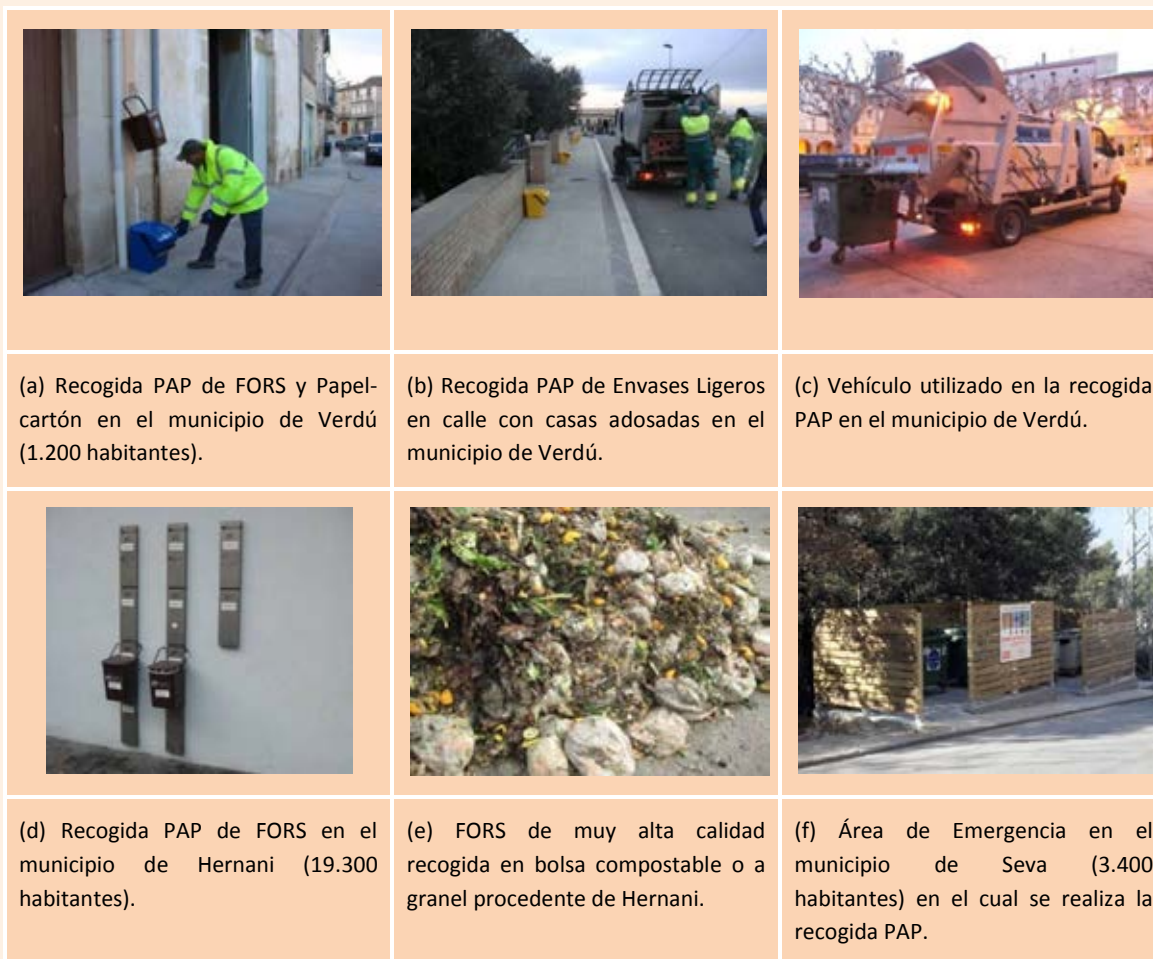 (a) Recogida PAP de FORS y Papel-
cartón en el municipio de Verdú
(1.200 habitantes).
(b) Recogida PAP de Envases Ligeros
en calle con casas adosadas en el
municipio de Verdú.
(c) Vehículo utilizado en la recogida
PAP en el municipio de Verdú.
(d) Recogida PAP de FORS en el
municipio de Hernani (19.300
habitantes).
(e) FORS de muy alta calidad
recogida en bolsa compostable o a
granel procedente de Hernani.
(f) Área de Emergencia en el
municipio de Seva (3.400
habitantes) en el cual se realiza la
recogida PAP.